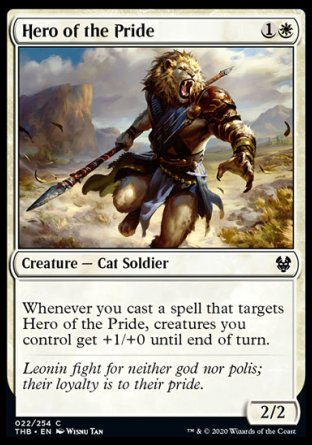 Hero of the Pride 1
Creature — Cat Soldier
Whenever you cast a spell that targets
Hero of the Pride, creatures you
control get +1/+0 until end of turn.
Leonin fight for neither god nor polis;
their loyalty is to their pride.
2/2
022/254 C
THB • EN Wisnu Tan ™ & © 2020 Wizards of the Coast